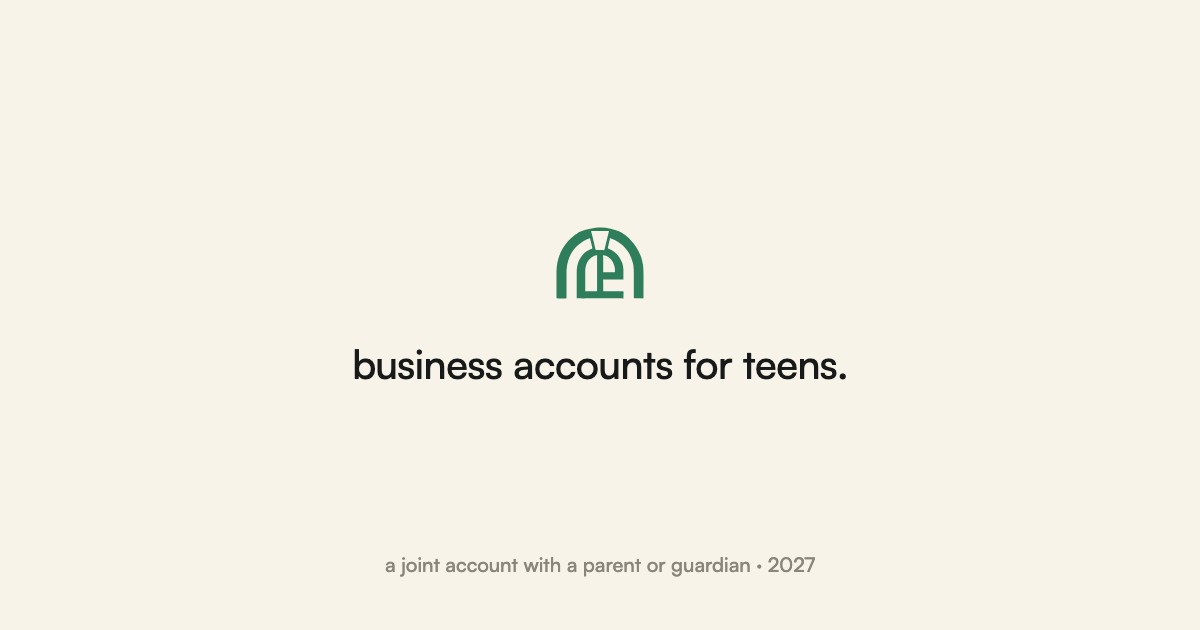 business accounts for teens.
a joint account with a parent or guardian · 2027